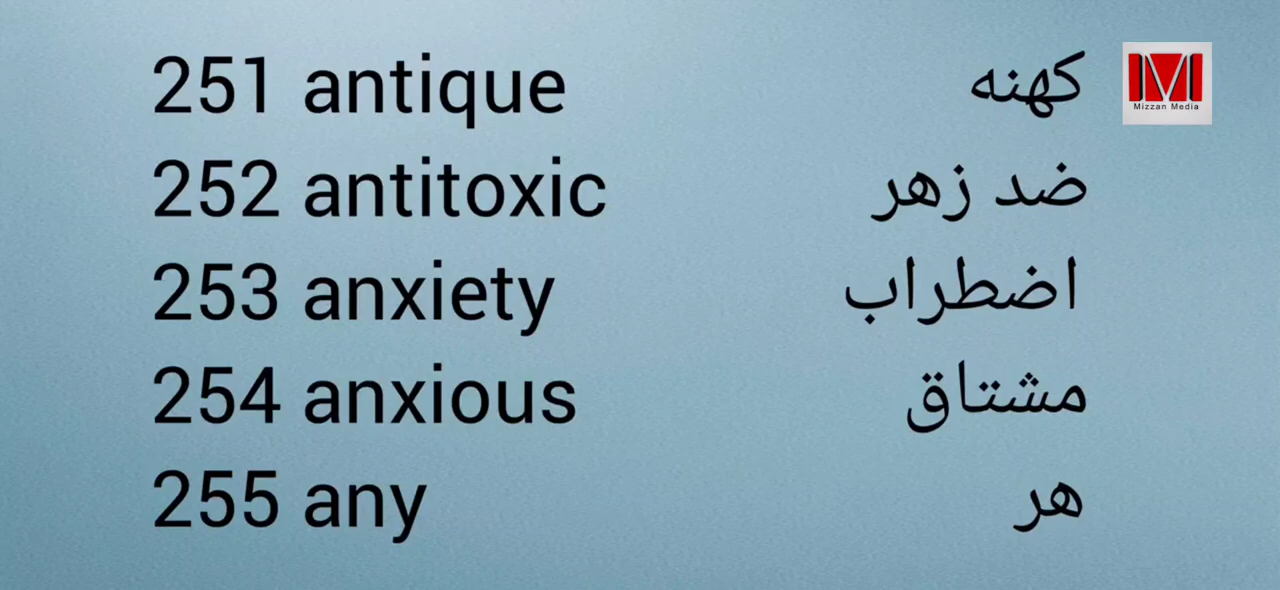 251 antique کهنه
252 antitoxic ضد زهر
253 anxiety اضطراب
254 anxious مشتاق
255 any هر
M
Mizzan Media